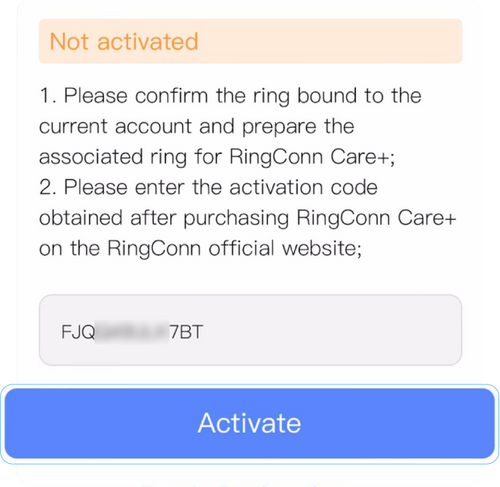 Not activated
1. Please confirm the ring bound to the
current account and prepare the
associated ring for RingConn Care+;
2. Please enter the activation code
obtained after purchasing RingConn Care+
on the RingConn official website;
FJQ 7BT
Activate